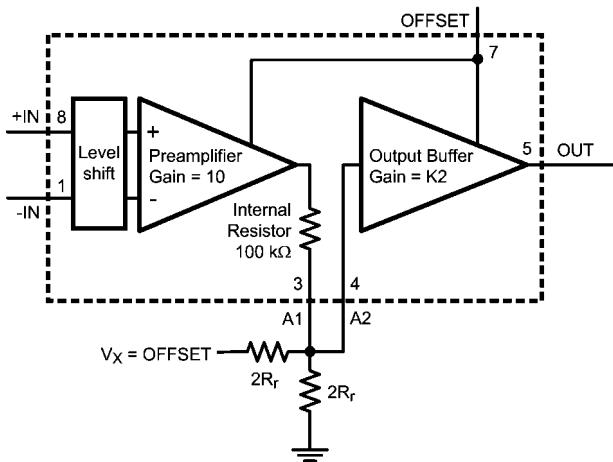 OFFSET
7
+IN
8
Level
shift
1
-IN
+
-
Preamplifier
Gain = 10
Output Buffer
Gain = K2
5
OUT
Internal
Resistor
100 kΩ
3
4
A1
A2
VX = OFFSET
2Rr
2Rr